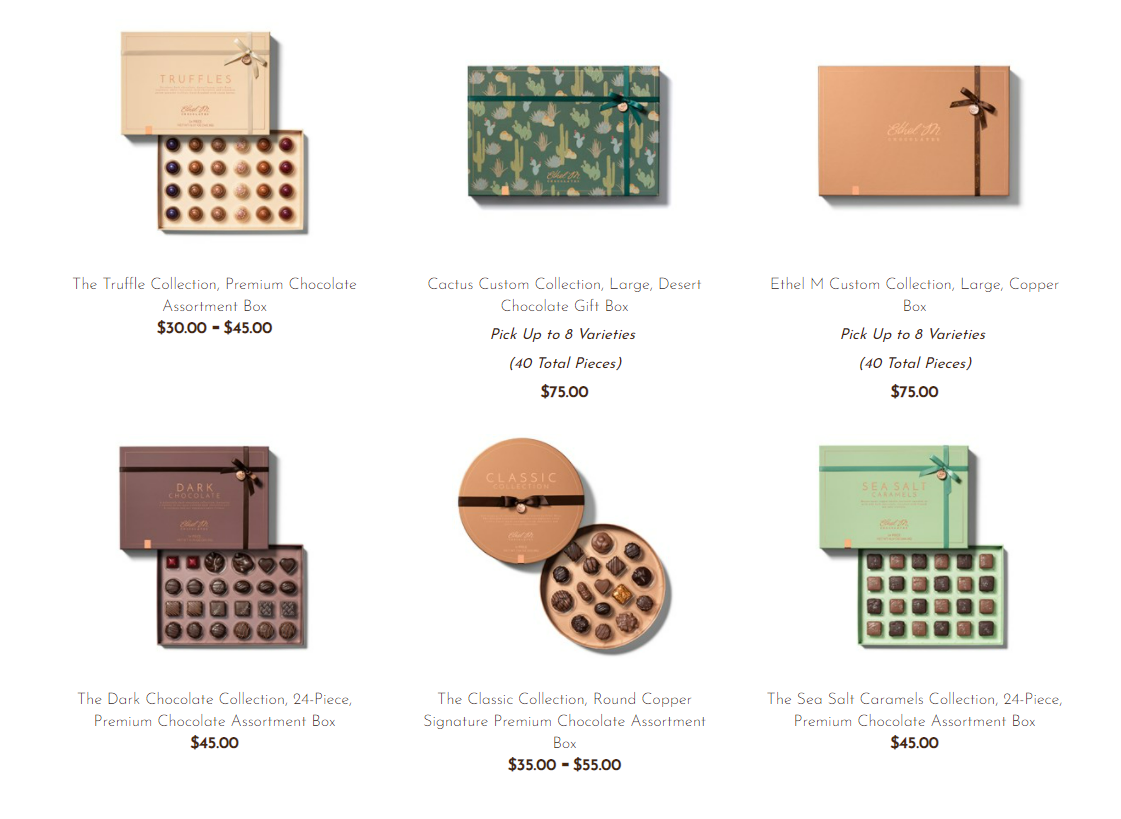 TRUFFLES
Ethel M
CHOCOLATES
Ethel M
CHOCOLATES
Ethel M
CHOCOLATES
The Truffle Collection, Premium Chocolate
Assortment Box
$30.00 - $45.00
Cactus Custom Collection, Large, Desert
Chocolate Gift Box
Pick Up to 8 Varieties
(40 Total Pieces)
$75.00
Ethel M Custom Collection, Large, Copper
Box
Pick Up to 8 Varieties
(40 Total Pieces)
$75.00
DARK
CHOCOLATE
Ethel M
CHOCOLATES
CLASSIC
COLLECTION
Ethel M
CHOCOLATES
SEA SALT
CARAMELS
Ethel M
CHOCOLATES
The Dark Chocolate Collection, 24-Piece,
Premium Chocolate Assortment Box
$45.00
The Classic Collection, Round Copper
Signature Premium Chocolate Assortment
Box
$35.00 - $55.00
The Sea Salt Caramels Collection, 24-Piece,
Premium Chocolate Assortment Box
$45.00